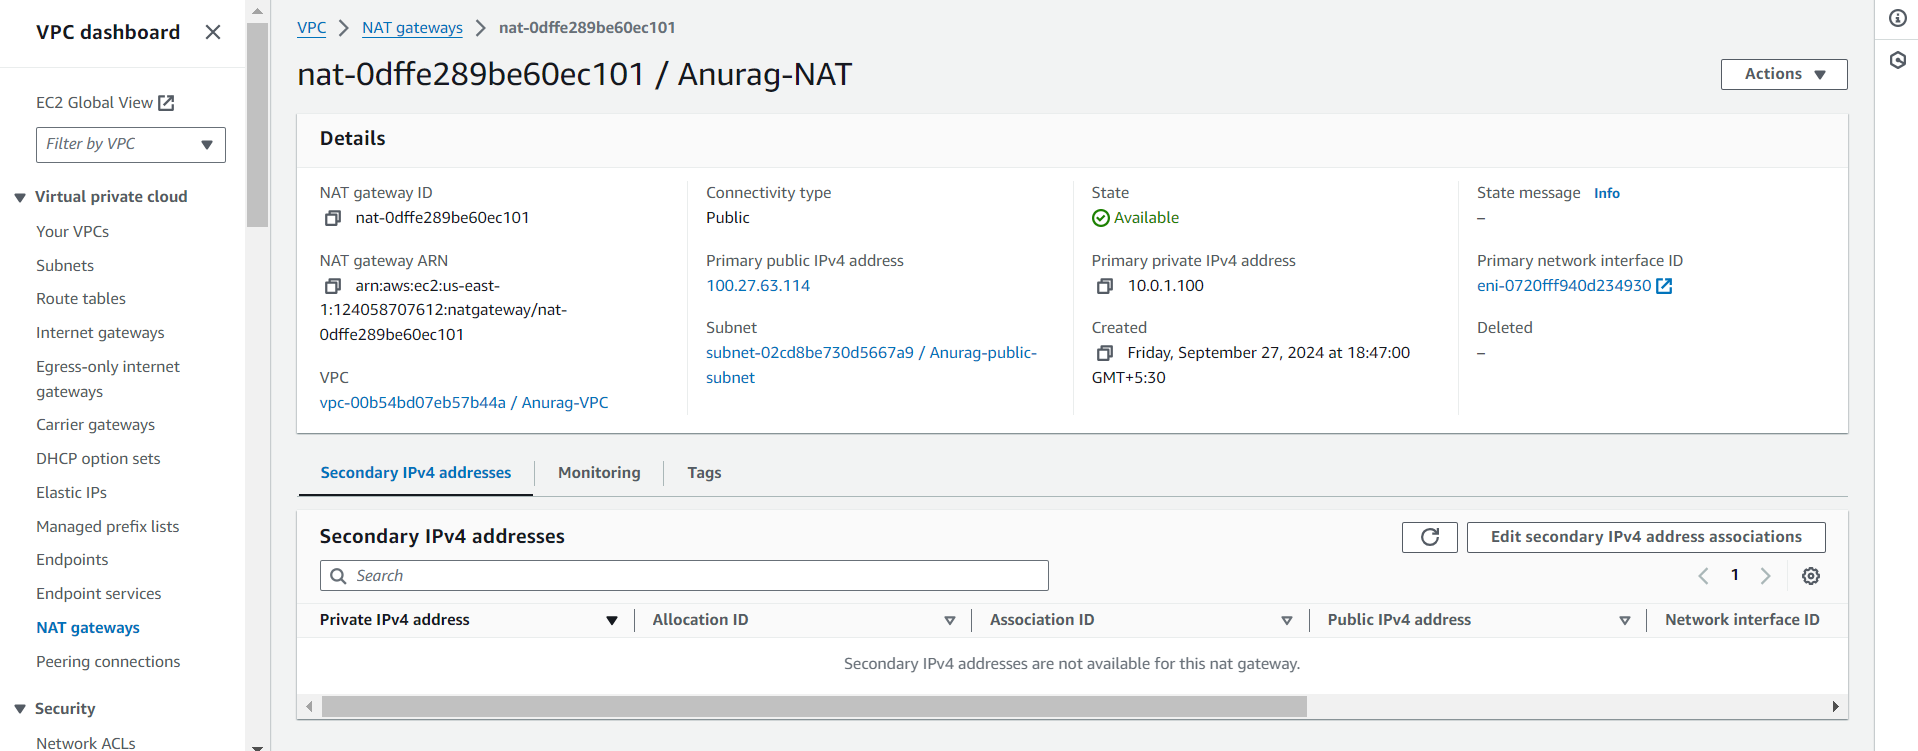 VPC dashboard
EC2 Global View
Filter by VPC
Virtual private cloud
Your VPCs
Subnets
Route tables
Internet gateways
Egress-only internet
gateways
Carrier gateways
DHCP option sets
Elastic IPs
Managed prefix lists
Endpoints
Endpoint services
NAT gateways
Peering connections
Security
Network ACLs
VPC > NAT gateways > nat-0dffe289be60ec101
nat-0dffe289be60ec101 / Anurag-NAT
Actions
Details
NAT gateway ID
nat-0dffe289be60ec101
NAT gateway ARN
arn:aws:ec2:us-east-
1:124058707612:natgateway/nat-
0dffe289be60ec101
VPC
vpc-00b54bd07eb57b44a / Anurag-VPC
Connectivity type
Public
Primary public IPv4 address
100.27.63.114
Subnet
subnet-02cd8be730d5667a9 / Anurag-public-
subnet
State
Available
Primary private IPv4 address
10.0.1.100
Created
Friday, September 27, 2024 at 18:47:00
GMT+5:30
State message Info
–
Primary network interface ID
eni-0720fff940d234930
Deleted
–
Secondary IPv4 addresses Monitoring Tags
Secondary IPv4 addresses
Edit secondary IPv4 address associations
Search
1
Private IPv4 address Allocation ID Association ID Public IPv4 address Network interface ID
Secondary IPv4 addresses are not available for this nat gateway.